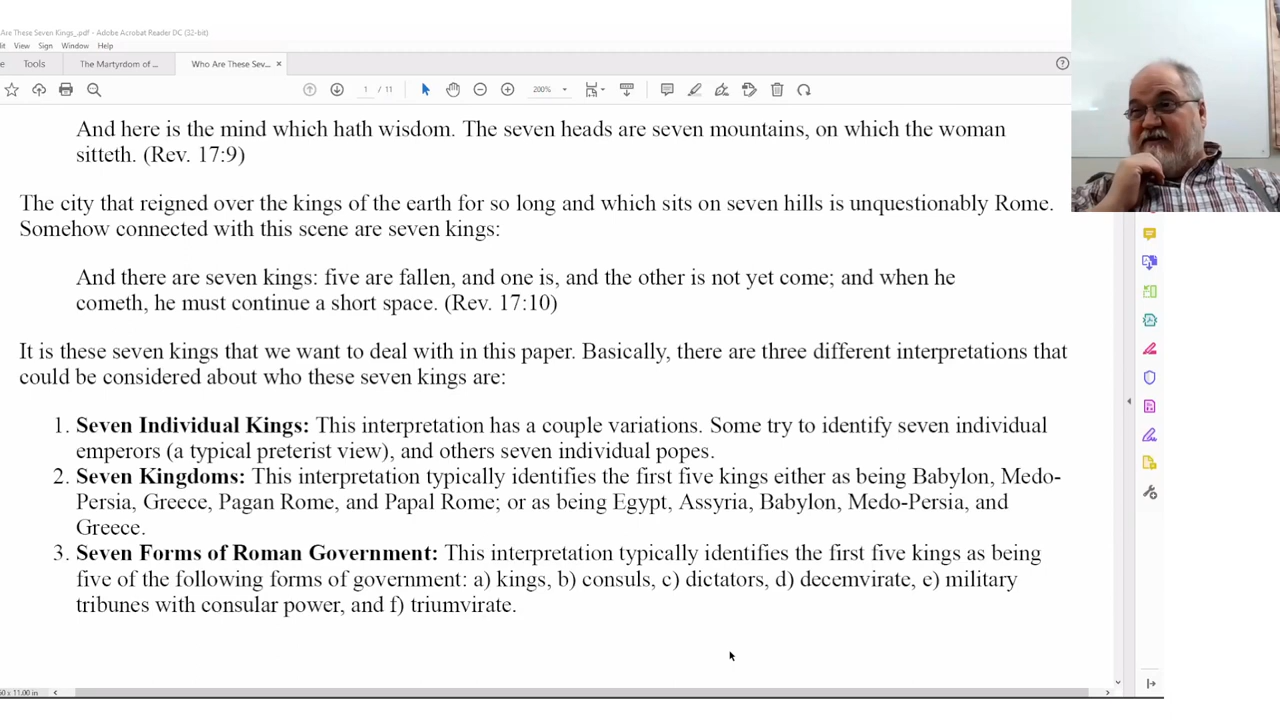 Are These Seven Kings_.pdf - Adobe Acrobat Reader DC (32-bit)
View Sign Window Help
Tools The Martyrdom of ... Who Are These Sev... ×
1 / 11 200%
And here is the mind which hath wisdom. The seven heads are seven mountains, on which the woman
sitteth. (Rev. 17:9)
The city that reigned over the kings of the earth for so long and which sits on seven hills is unquestionably Rome.
Somehow connected with this scene are seven kings:
And there are seven kings: five are fallen, and one is, and the other is not yet come; and when he
cometh, he must continue a short space. (Rev. 17:10)
It is these seven kings that we want to deal with in this paper. Basically, there are three different interpretations that
could be considered about who these seven kings are:
1. Seven Individual Kings: This interpretation has a couple variations. Some try to identify seven individual
emperors (a typical preterist view), and others seven individual popes.
2. Seven Kingdoms: This interpretation typically identifies the first five kings either as being Babylon, Medo-
Persia, Greece, Pagan Rome, and Papal Rome; or as being Egypt, Assyria, Babylon, Medo-Persia, and
Greece.
3. Seven Forms of Roman Government: This interpretation typically identifies the first five kings as being
five of the following forms of government: a) kings, b) consuls, c) dictators, d) decemvirate, e) military
tribunes with consular power, and f) triumvirate.
x 11.00 in